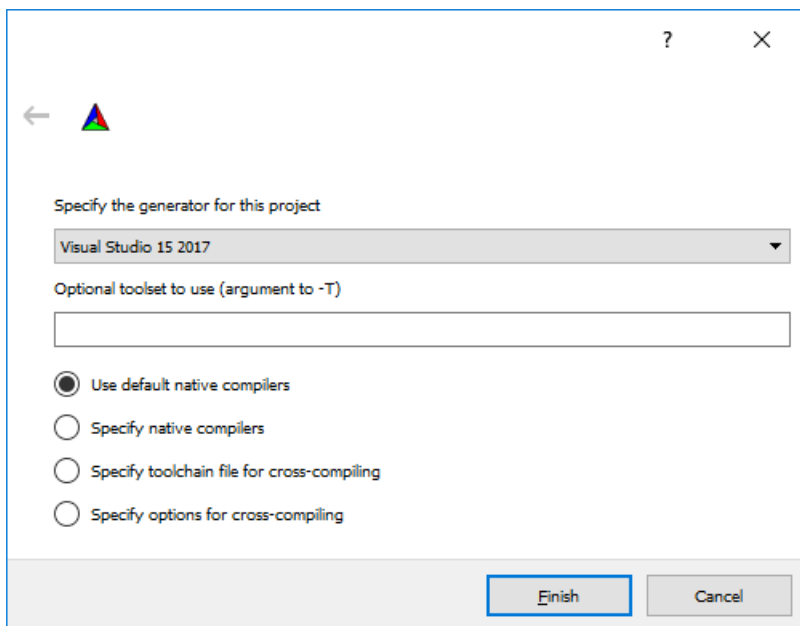 ?
Specify the generator for this project
Visual Studio 15 2017
Optional toolset to use (argument to -T)
Use default native compilers
Specify native compilers
Specify toolchain file for cross-compiling
Specify options for cross-compiling
Finish Cancel